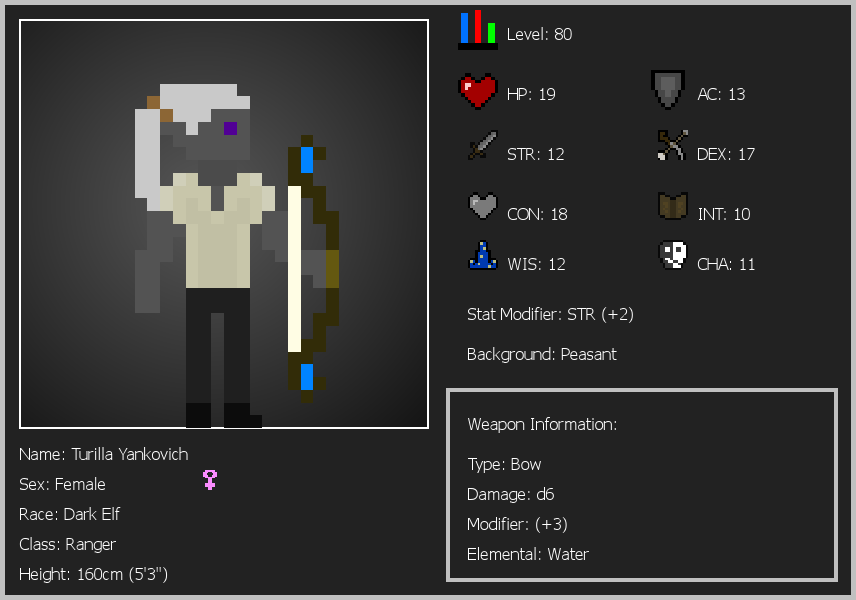 Level: 80
HP: 19
AC: 13
STR: 12
DEX: 17
CON: 18
INT: 10
WIS: 12
CHA: 11
Stat Modifier: STR (+2)
Background: Peasant
Weapon Information:
Type: Bow
Damage: d6
Modifier: (+3)
Elemental: Water
Name: Turilla Yankovich
Sex: Female
Race: Dark Elf
Class: Ranger
Height: 160cm (5'3")